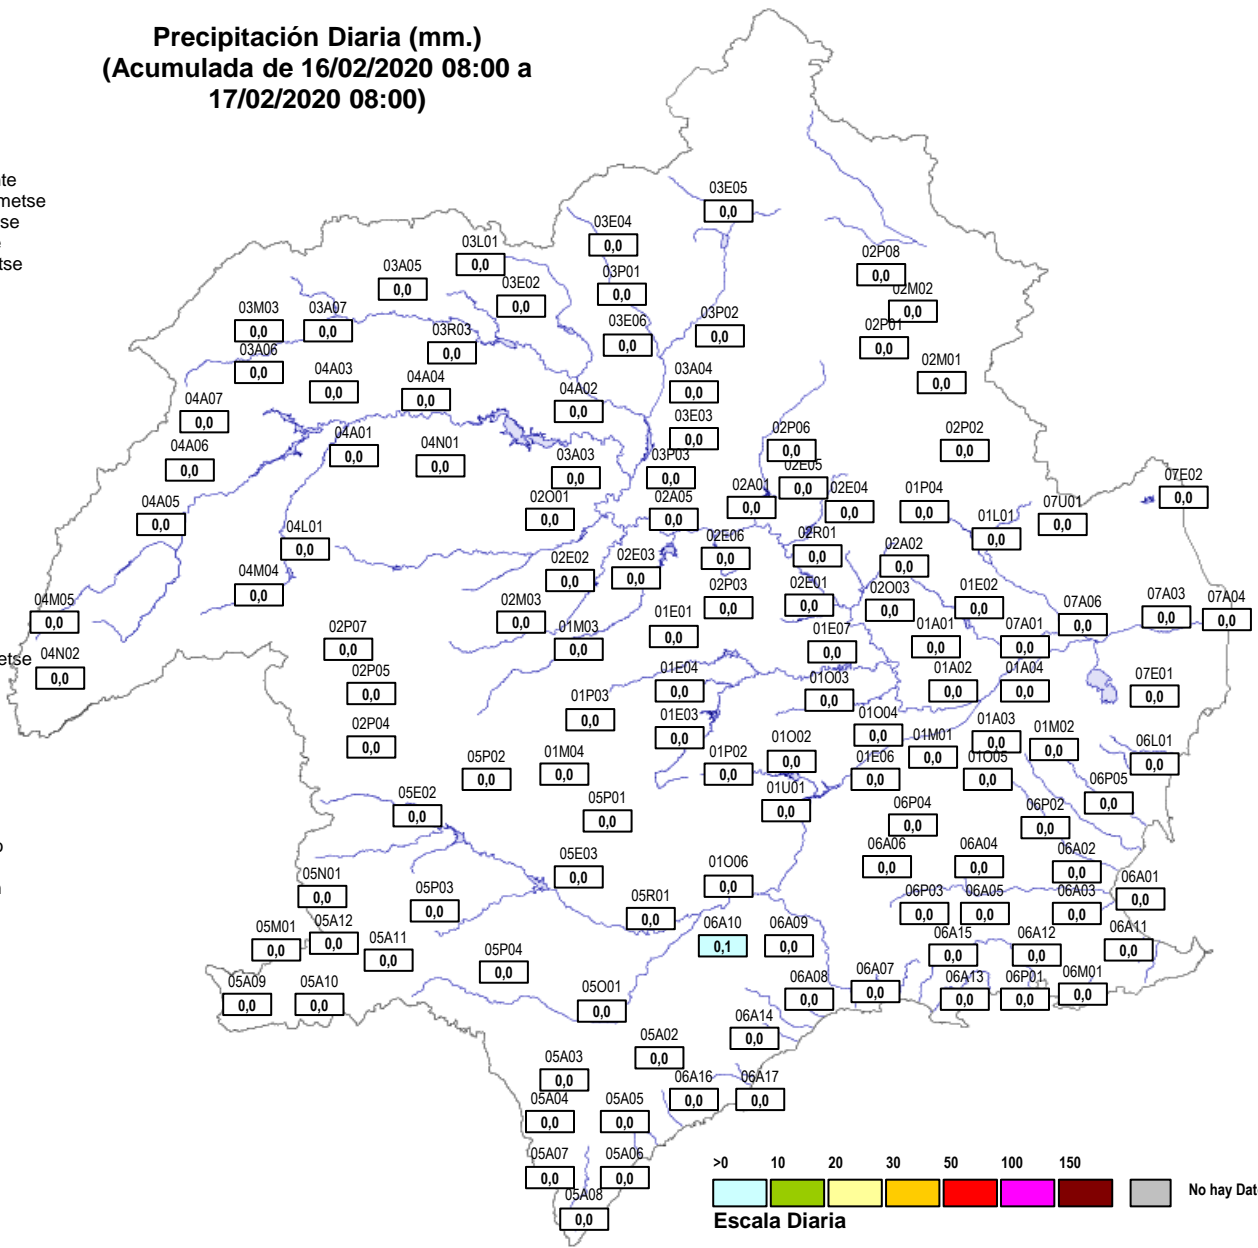 Precipitación Diaria (mm.)
(Acumulada de 16/02/2020 08:00 a
17/02/2020 08:00)
te
metse
se
tse
etse
03E05
0,0
03E04
0,0
03L01
0,0
02P08
0,0
03A05
0,0
03P01
0,0
03E02
0,0
02M02
0,0
03M03
0,0
03A07
0,0
03P02
0,0
03R03
0,0
03E06
0,0
02P01
0,0
03A06
0,0
02M01
0,0
04A03
0,0
04A04
0,0
03A04
0,0
04A02
0,0
04A07
0,0
03E03
0,0
04A01
0,0
02P06
0,0
02P02
0,0
04A06
0,0
04N01
0,0
03A03
0,0
03P03
0,0
02E05
0,0
07E02
0,0
02A01
0,0
02E04
0,0
01P04
0,0
04A05
0,0
02O01
0,0
02A05
0,0
07U01
0,0
01L01
0,0
04L01
0,0
02E06
0,0
02R01
0,0
02A02
0,0
02E02
0,0
02E03
0,0
04M04
0,0
02P03
0,0
02E01
0,0
02O03
0,0
01E02
0,0
07A03
0,0
07A04
0,0
04M05
0,0
02M03
0,0
07A06
0,0
01E01
0,0
02P07
0,0
01M03
0,0
01E07
0,0
01A01
0,0
07A01
0,0
04N02
0,0
02P05
0,0
01E04
0,0
01O03
0,0
01A02
0,0
01A04
0,0
07E01
0,0
01P03
0,0
02P04
0,0
01E03
0,0
01O04
0,0
01A03
0,0
01M02
0,0
05P02
0,0
01M04
0,0
01P02
0,0
01O02
0,0
01M01
0,0
06L01
0,0
01E06
0,0
01O05
0,0
05E02
0,0
05P01
0,0
01U01
0,0
06P05
0,0
06P04
0,0
06P02
0,0
05E03
0,0
01O06
0,0
06A06
0,0
06A04
0,0
06A02
0,0
05N01
0,0
05P03
0,0
05R01
0,0
06P03
0,0
06A05
0,0
06A03
0,0
06A01
0,0
05M01
0,0
05A12
0,0
05A11
0,0
06A10
0,1
06A09
0,0
06A15
0,0
06A12
0,0
06A11
0,0
05P04
0,0
05A09
0,0
05A10
0,0
05O01
0,0
06A08
0,0
06A07
0,0
06A13
0,0
06P01
0,0
06M01
0,0
06A14
0,0
05A02
0,0
05A03
0,0
06A16
0,0
06A17
0,0
05A04
0,0
05A05
0,0
05A07
0,0
05A06
0,0
05A08
0,0
>0 10 20 30 50 100 150
No hay Dat
Escala Diaria